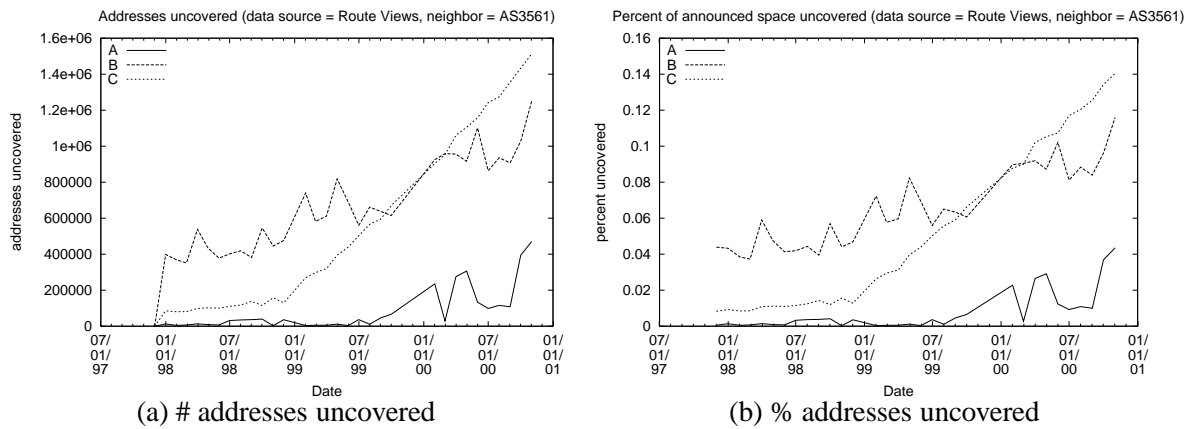 Addresses uncovered (data source = Route Views, neighbor = AS3561)
1.6e+06
1.4e+06
1.2e+06
1e+06
800000
600000
400000
200000
0
A
B
C
addresses uncovered
07/01/97
01/01/98
07/01/98
01/01/99
07/01/99
01/01/00
07/01/00
01/01/01
Date
(a) # addresses uncovered
Percent of announced space uncovered (data source = Route Views, neighbor = AS3561)
0.16
0.14
0.12
0.1
0.08
0.06
0.04
0.02
0
A
B
C
percent uncovered
07/01/97
01/01/98
07/01/98
01/01/99
07/01/99
01/01/00
07/01/00
01/01/01
Date
(b) % addresses uncovered